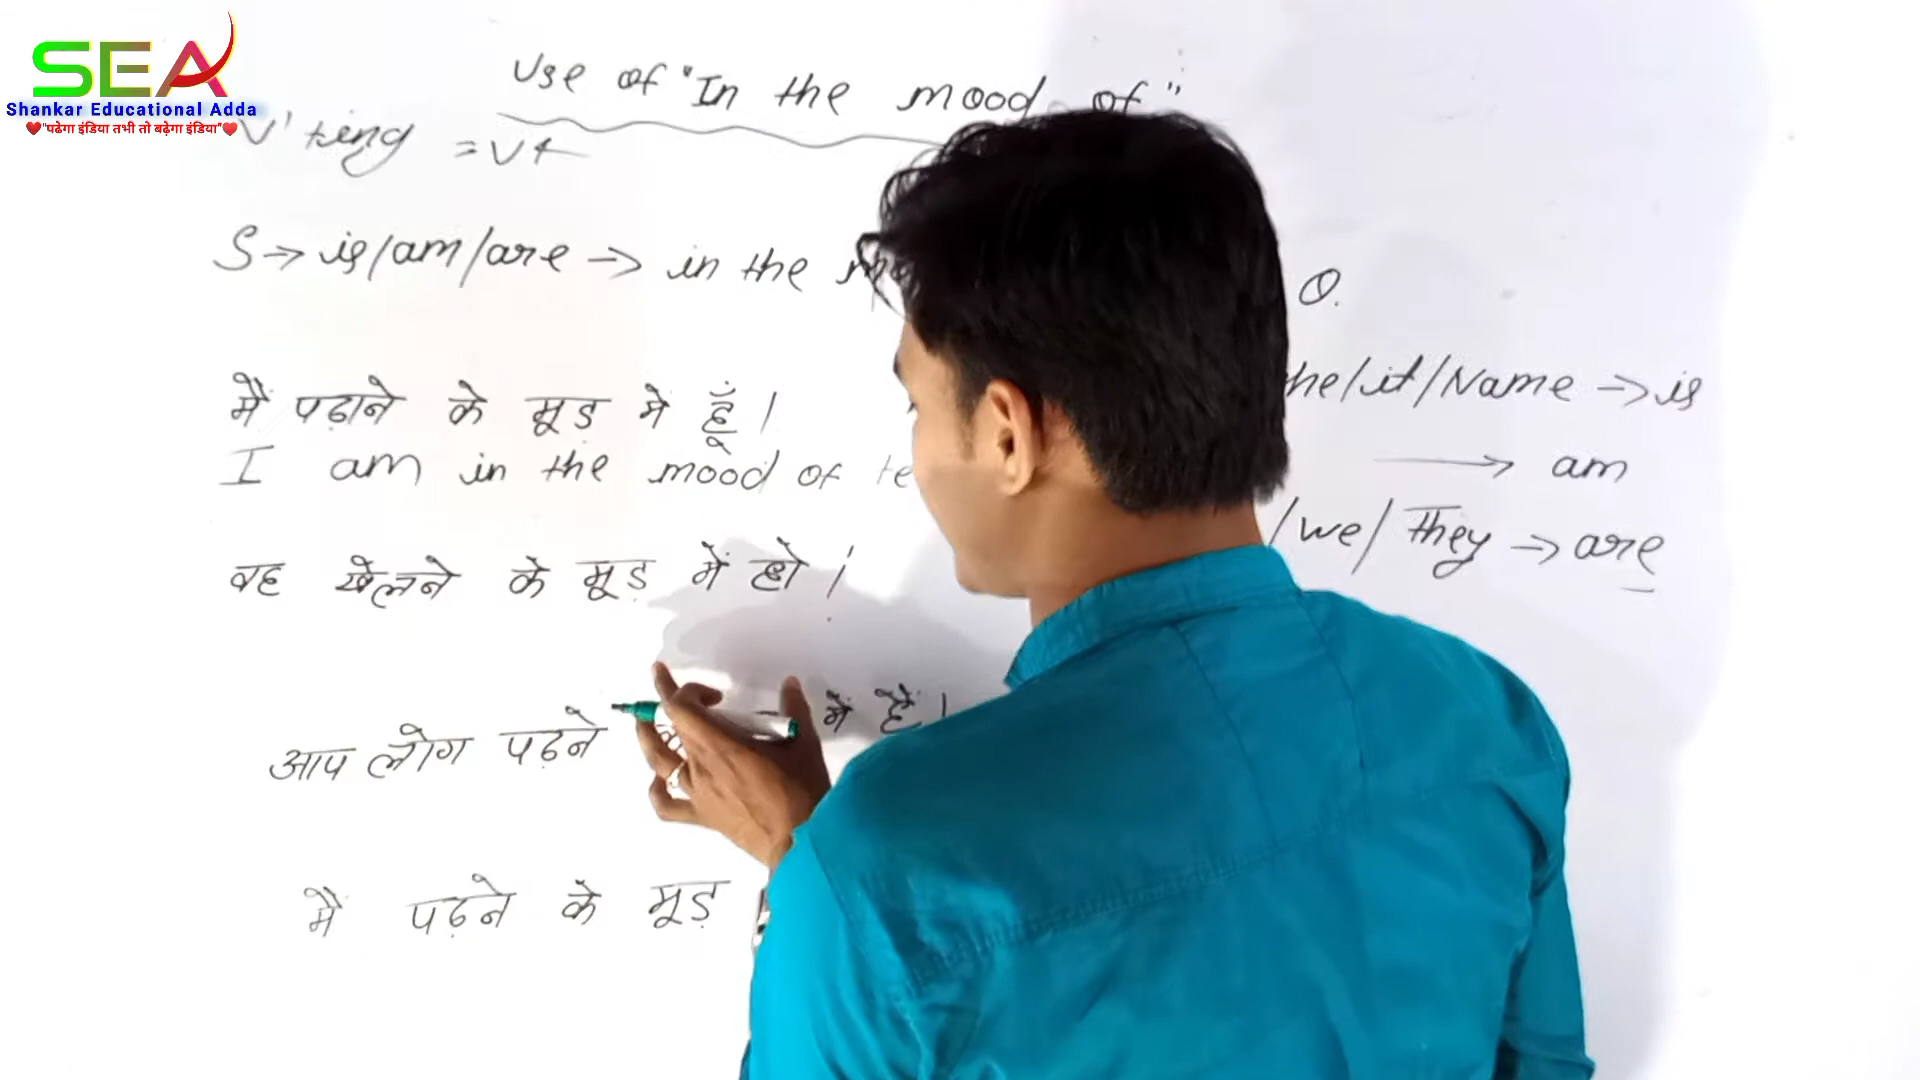 SEA
Shankar Educational Adda
"पढेगा इंडिया तभी तो बढ़ेगा इंडिया"
Use of "In the mood of"
V' +ing = V4
S → is/am/are → in the O.
he/it/Name → is
→ am
/we/They → are
मैं पढ़ाने के मूड़ मे हूँ।
I am in the mood of te
वह खेलने के मूड़ में हो।
आप लोग पढ़ने में हैं।
मैं पढ़ने के मूड़